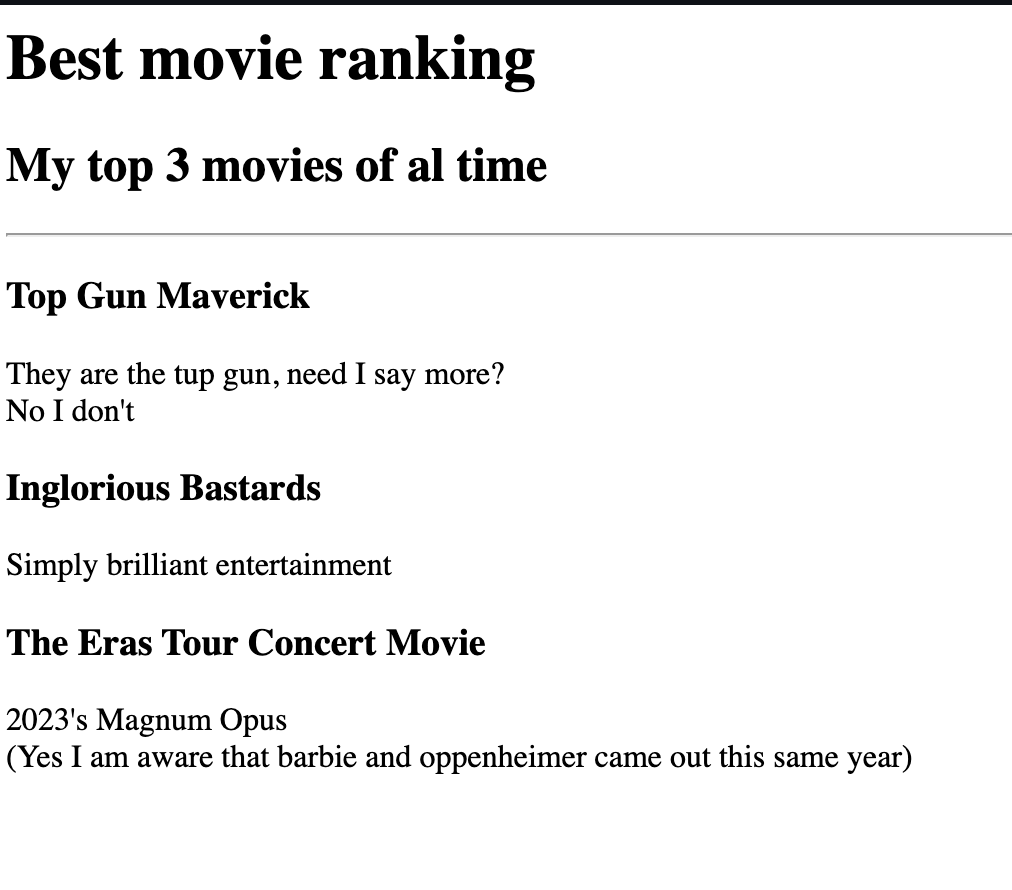 Best movie ranking
My top 3 movies of al time
Top Gun Maverick
They are the tup gun, need I say more?
No I don't
Inglorious Bastards
Simply brilliant entertainment
The Eras Tour Concert Movie
2023's Magnum Opus
(Yes I am aware that barbie and oppenheimer came out this same year)